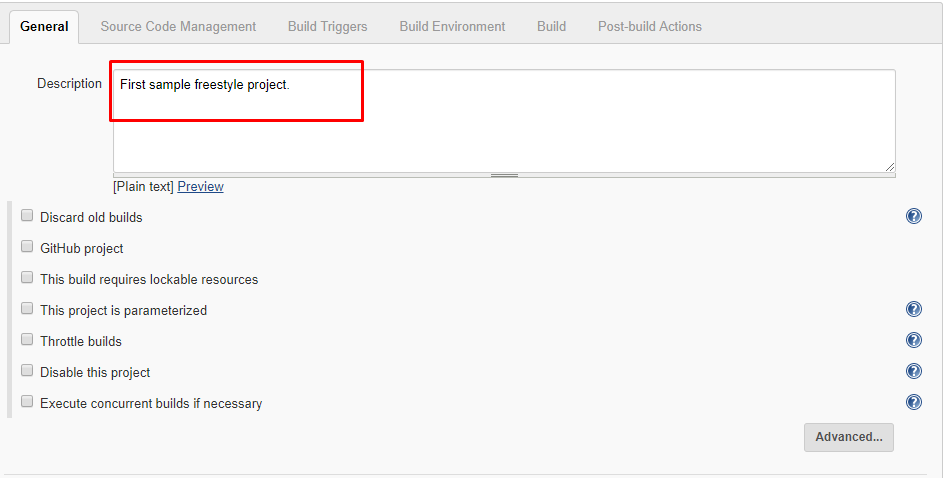 General Source Code Management Build Triggers Build Environment Build Post-build Actions
Description First sample freestyle project.
[Plain text] Preview
Discard old builds
GitHub project
This build requires lockable resources
This project is parameterized
Throttle builds
Disable this project
Execute concurrent builds if necessary
Advanced...